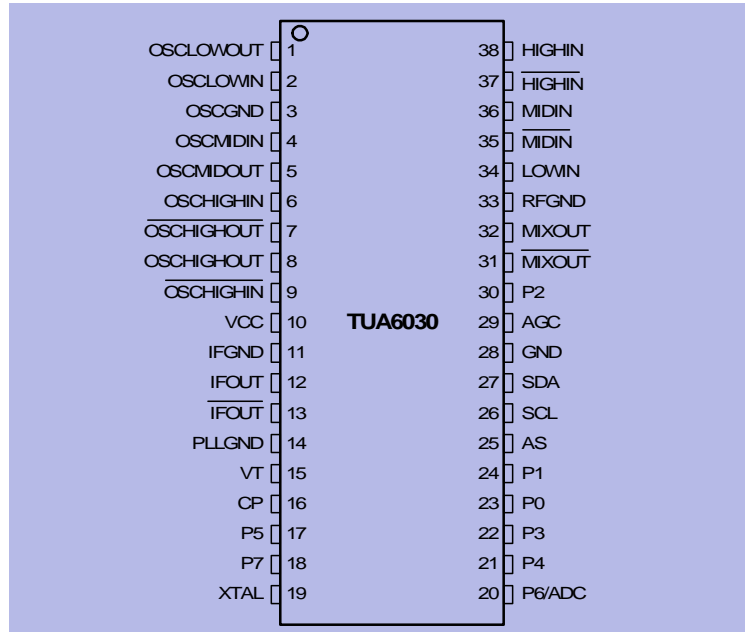 OSCLOWOUT 1 38 HIGHIN
OSCLOWIN 2 37 HIGHIN
OSCGND 3 36 MIDIN
OSCMIDIN 4 35 MIDIN
OSCMIDOUT 5 34 LOWIN
OSCHIGHIN 6 33 RFGND
OSCHIGHOUT 7 32 MIXOUT
OSCHIGHOUT 8 31 MIXOUT
OSCHIGHIN 9 30 P2
VCC 10 TUA6030 29 AGC
IFGND 11 28 GND
IFOUT 12 27 SDA
IFOUT 13 26 SCL
PLLGND 14 25 AS
VT 15 24 P1
CP 16 23 P0
P5 17 22 P3
P7 18 21 P4
XTAL 19 20 P6/ADC